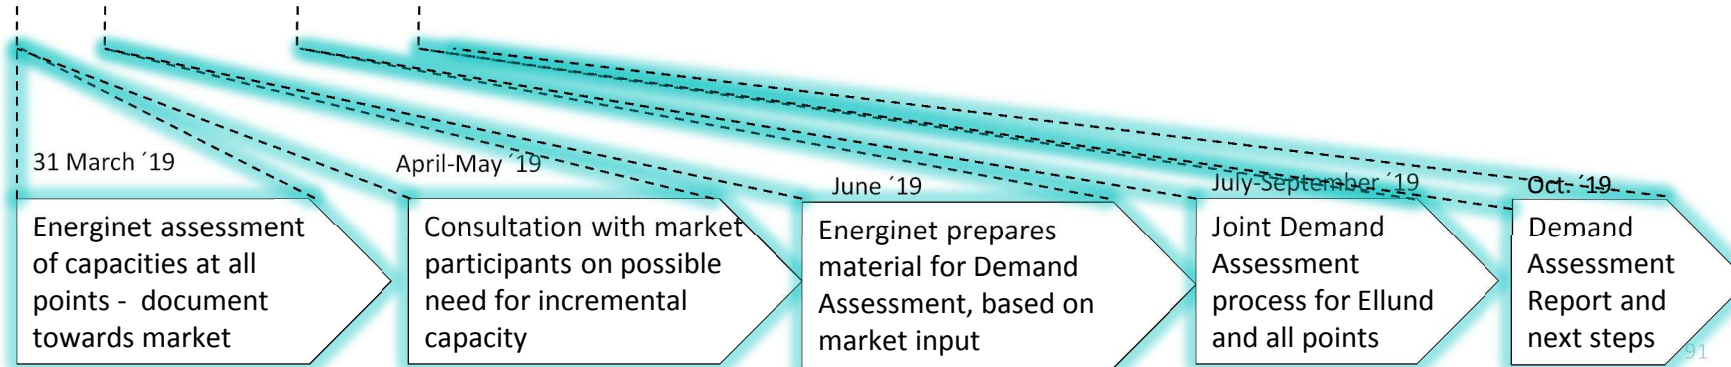 31 March ´19
Energinet assessment
of capacities at all
points - document
towards market
April-May ´19
Consultation with market
participants on possible
need for incremental
capacity
June ´19
Energinet prepares
material for Demand
Assessment, based on
market input
July-September ´19
Joint Demand
Assessment
process for Ellund
and all points
Oct. ´19
Demand
Assessment
Report and
next steps
91